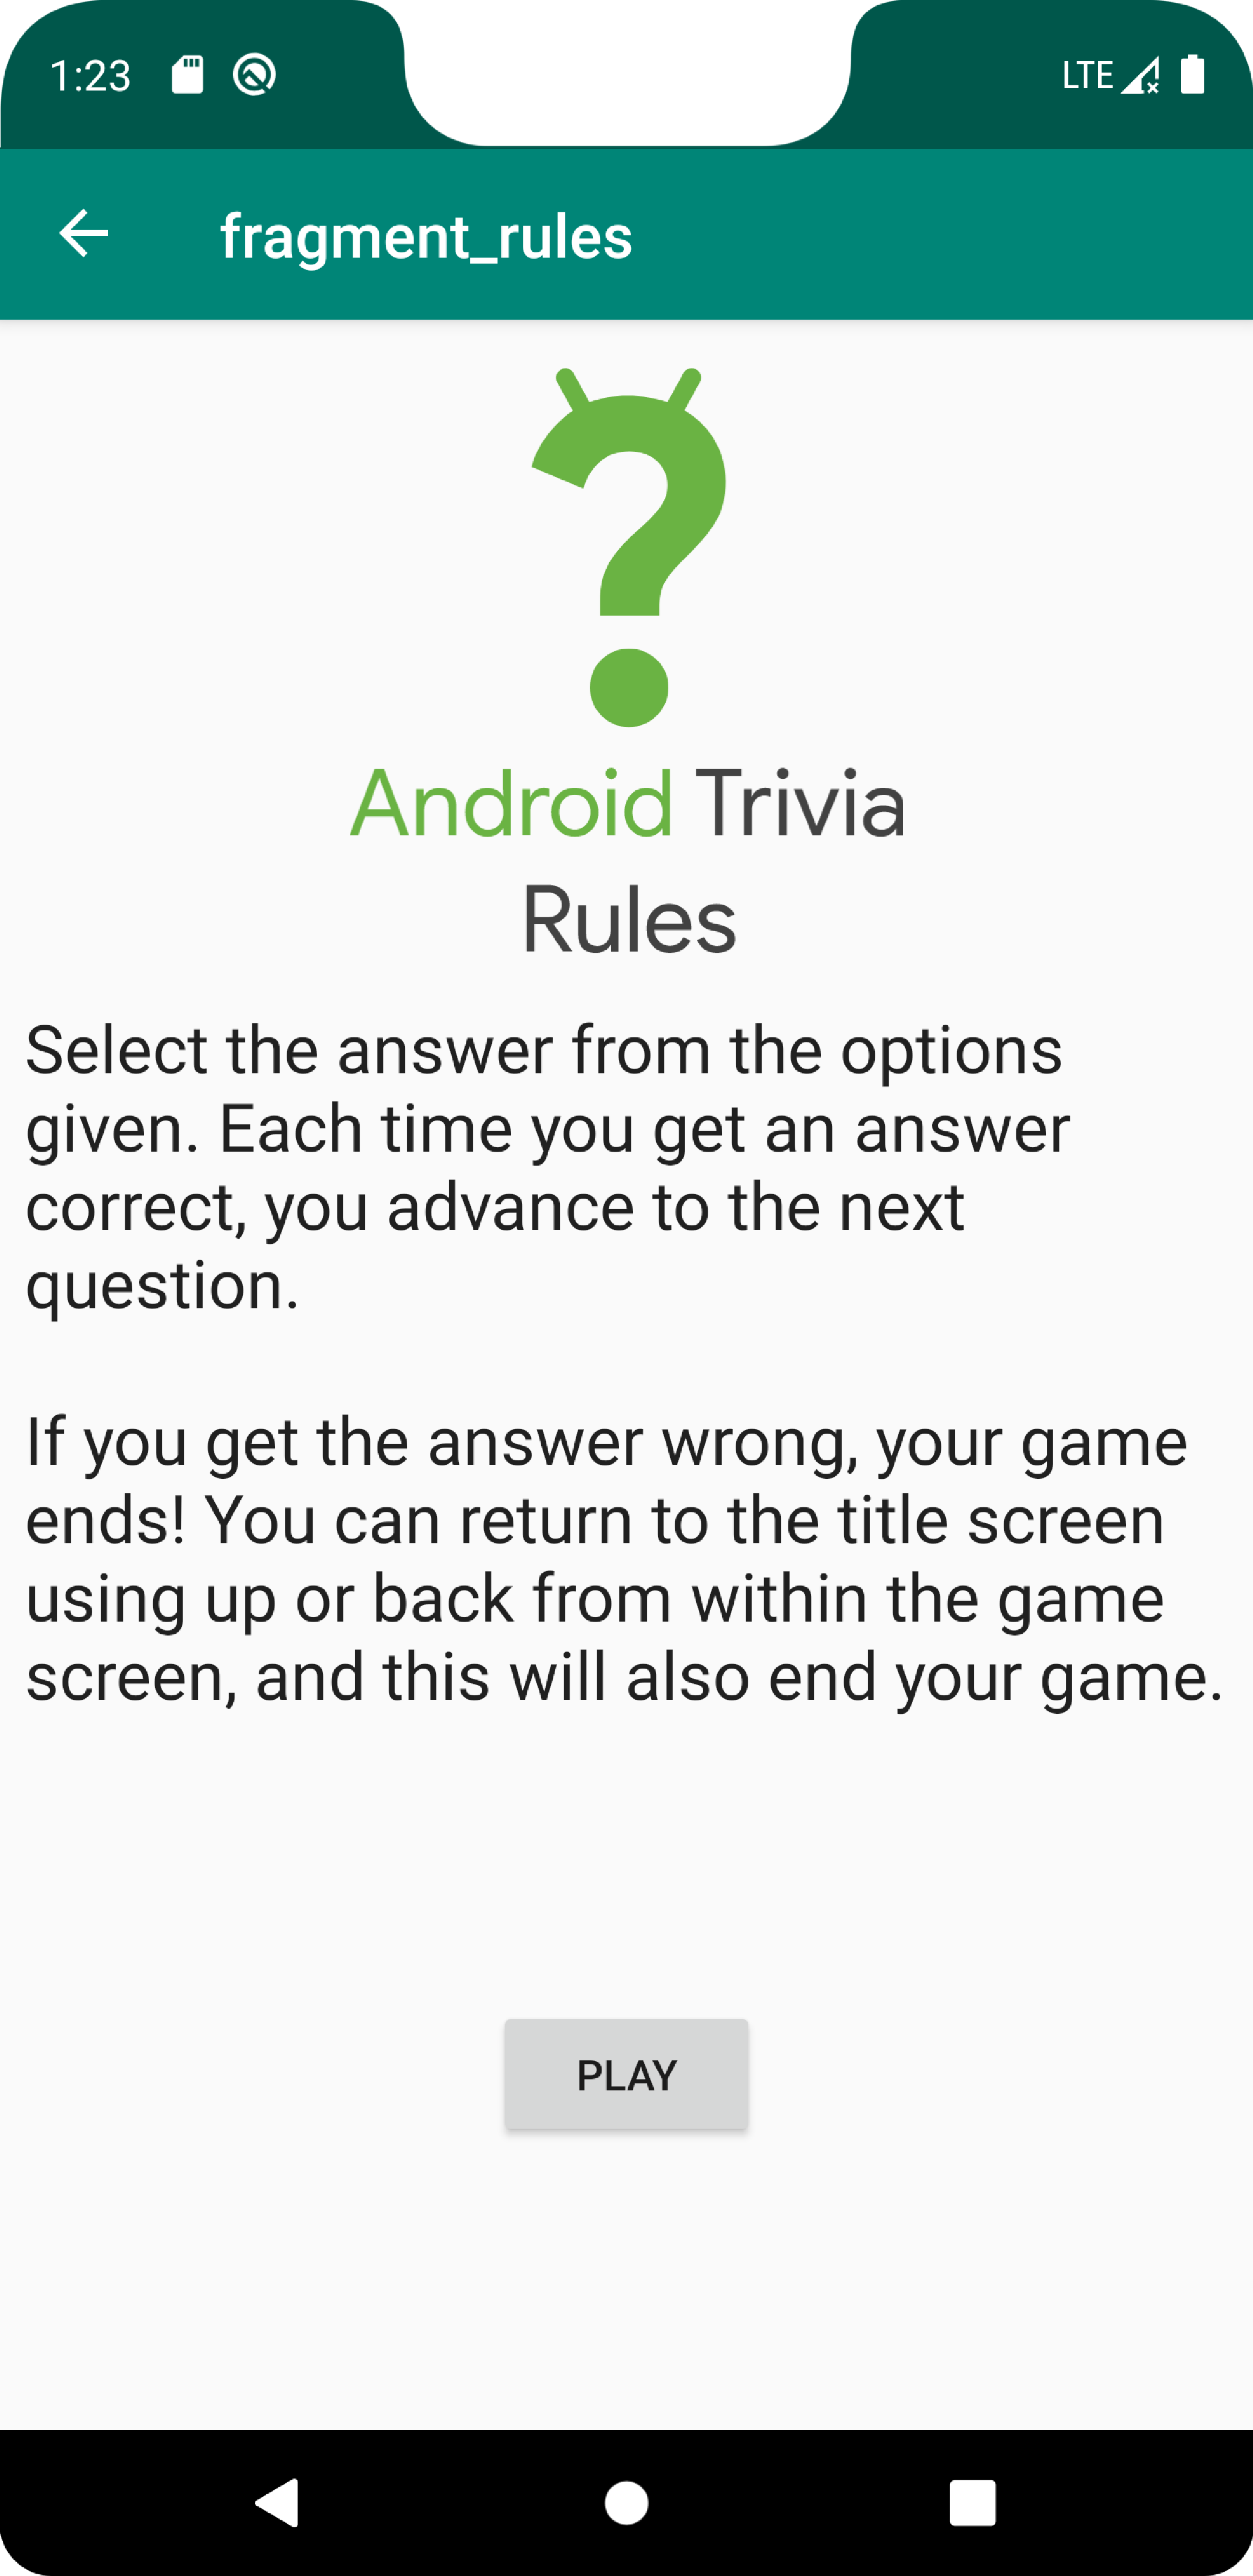 1:23 LTE
fragment_rules
Android Trivia
Rules
Select the answer from the options
given. Each time you get an answer
correct, you advance to the next
question.
If you get the answer wrong, your game
ends! You can return to the title screen
using up or back from within the game
screen, and this will also end your game.
PLAY